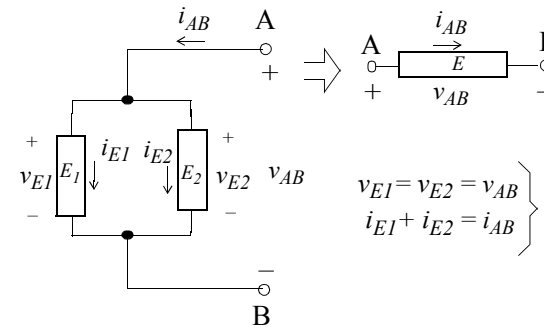 i_AB A
+
i_AB
A E
+ v_AB −
+ i_E1 i_E2 +
E_1 E_2
v_E1 v_E2 v_AB
− −
−
B
v_E1 = v_E2 = v_AB
i_E1 + i_E2 = i_AB